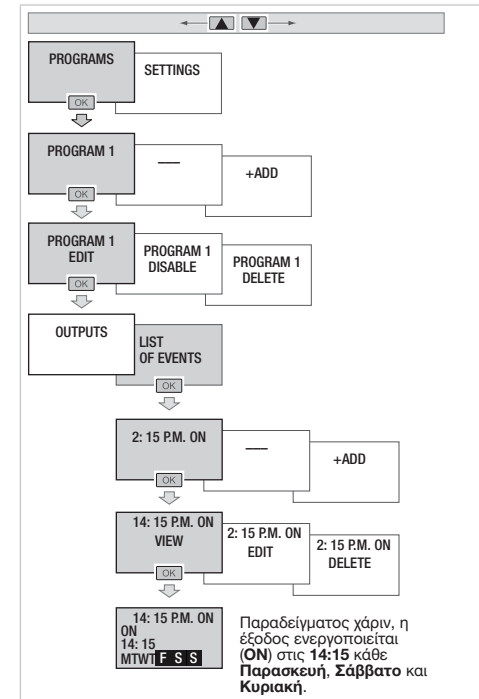 PROGRAMS
SETTINGS
OK
PROGRAM 1
___
+ADD
OK
PROGRAM 1
EDIT
PROGRAM 1
DISABLE
PROGRAM 1
DELETE
OK
OUTPUTS
LIST
OF EVENTS
OK
2: 15 P.M. ON
___
+ADD
OK
14: 15 P.M. ON
VIEW
2: 15 P.M. ON
EDIT
2: 15 P.M. ON
DELETE
OK
14: 15 P.M. ON
ON
14: 15
MTWTF S S
Παραδείγματος χάριν, η
έξοδος ενεργοποιείται
(ON) στις 14:15 κάθε
Παρασκευή, Σάββατο και
Κυριακή.